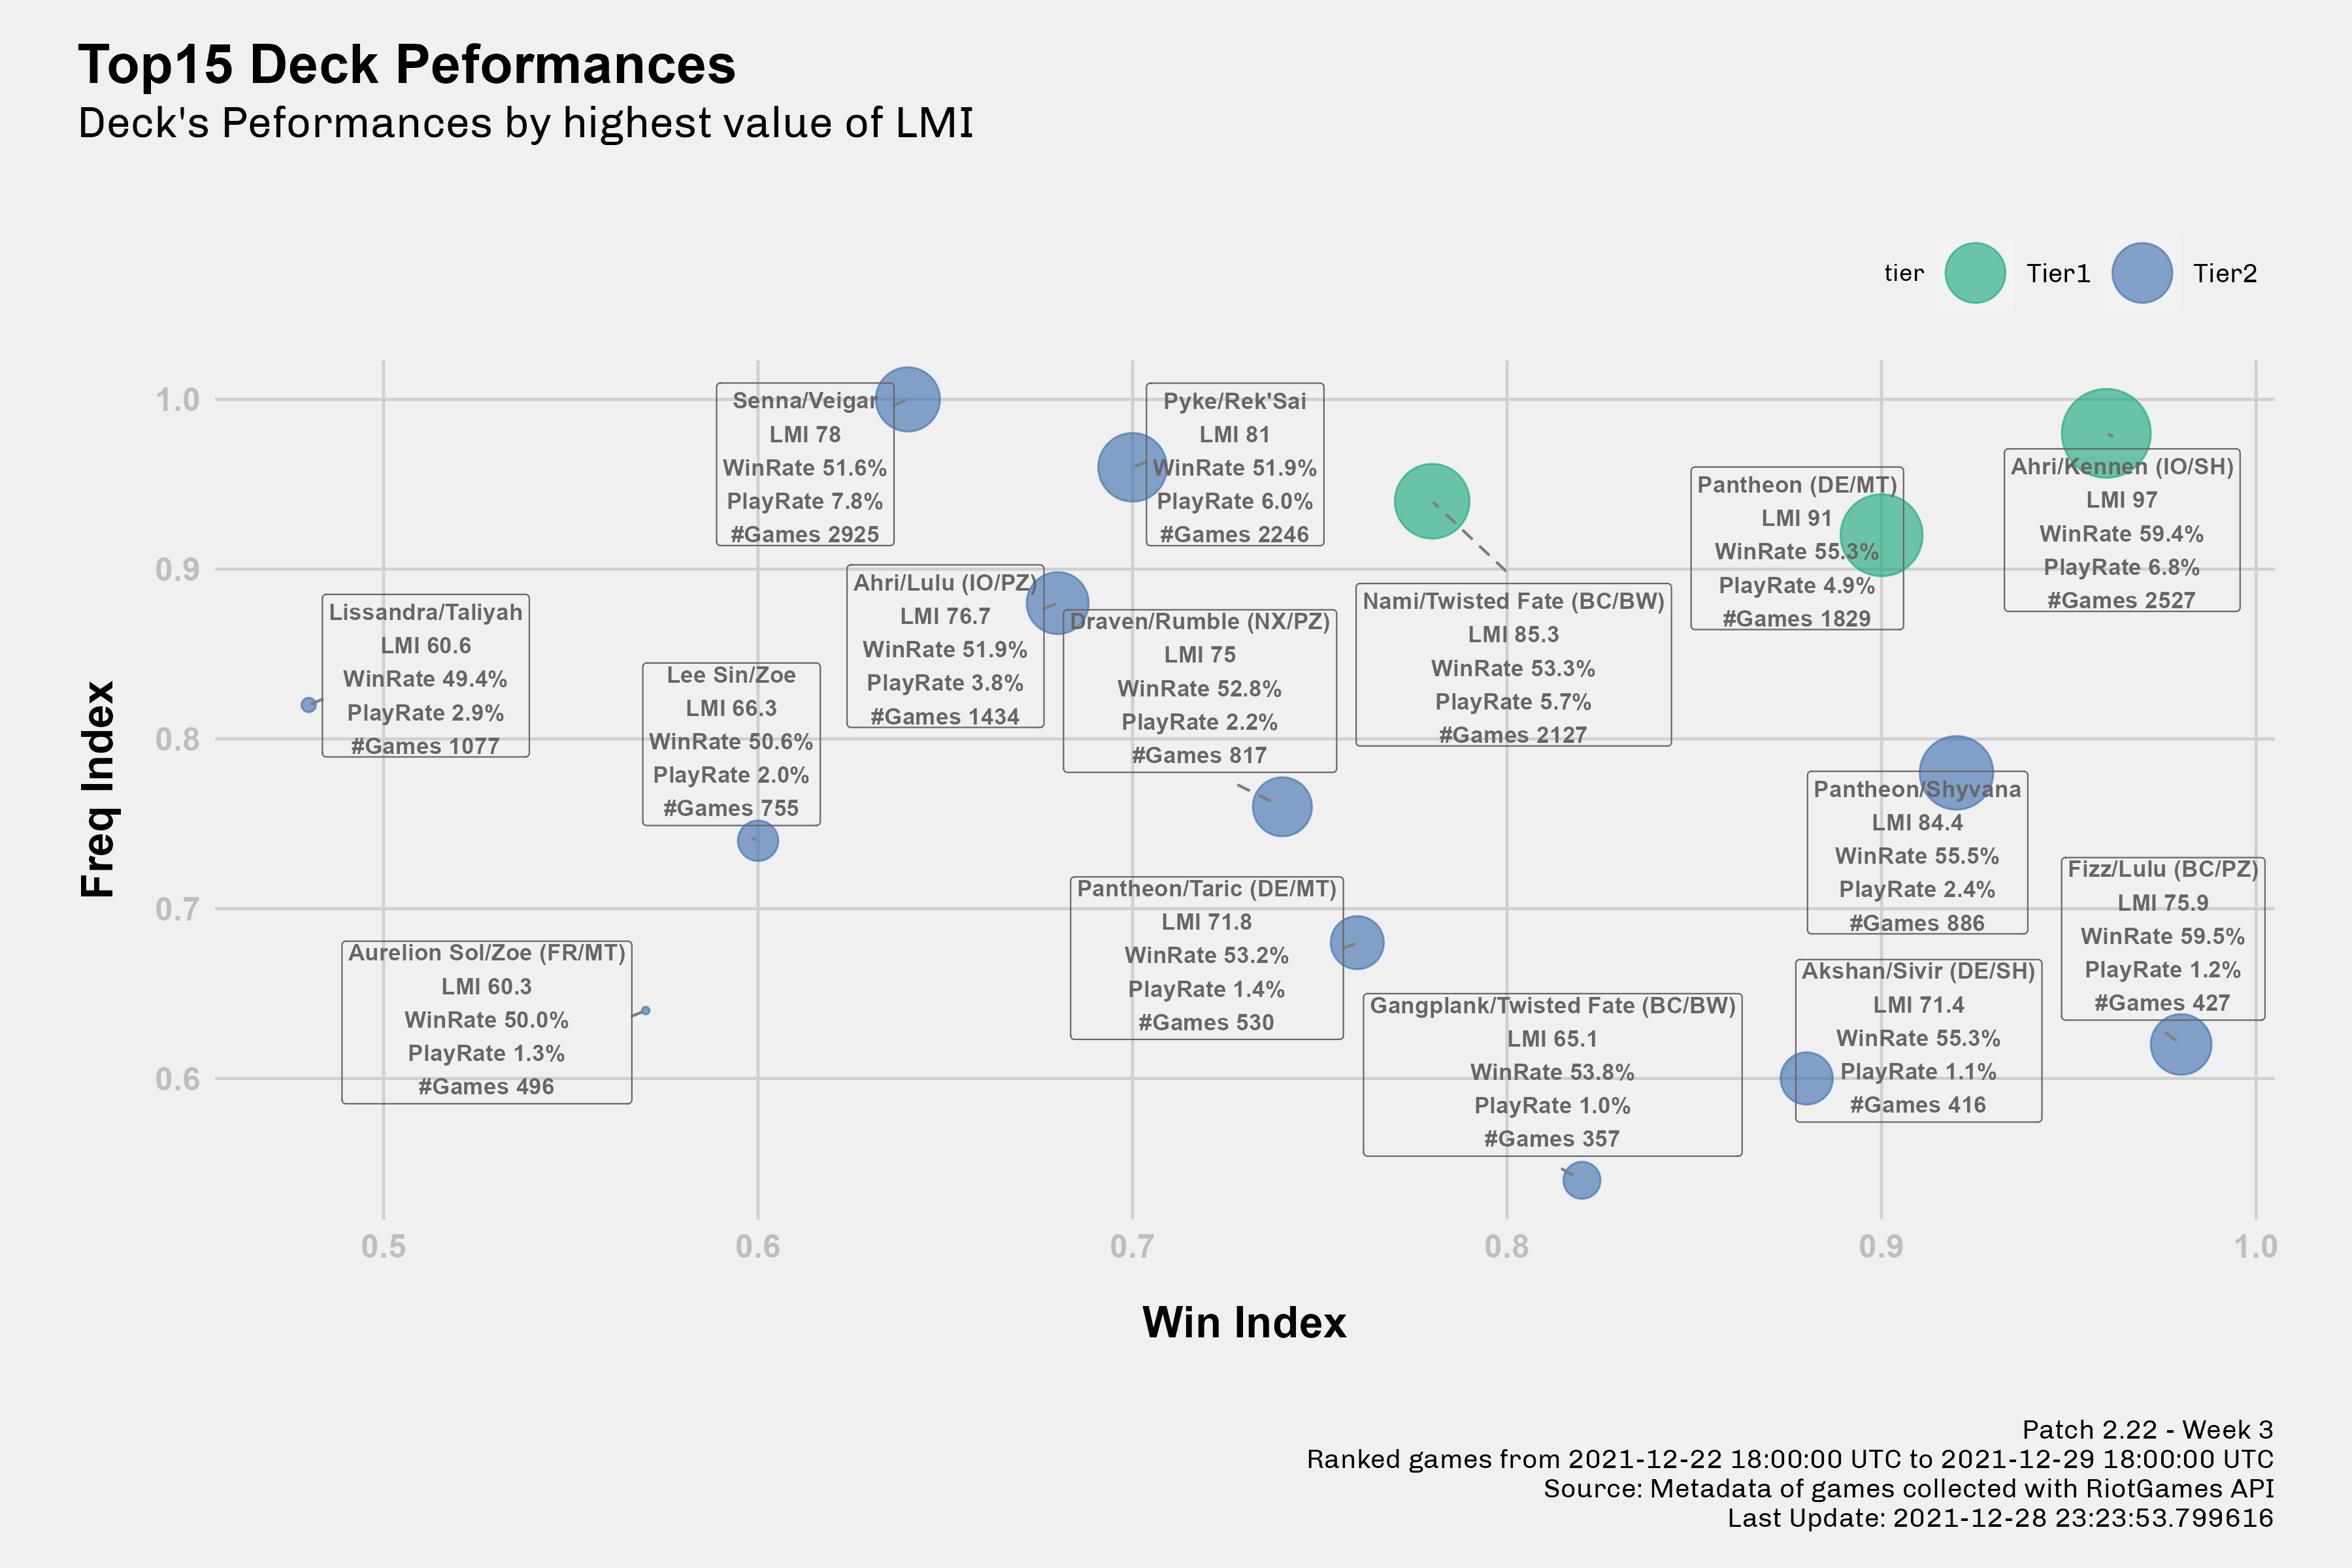 Top15 Deck Peformances
Deck's Peformances by highest value of LMI
tier Tier1 Tier2
Freq Index
1.0
0.9
0.8
0.7
0.6
Senna/Veigar
LMI 78
WinRate 51.6%
PlayRate 7.8%
#Games 2925
Pyke/Rek'Sai
LMI 81
WinRate 51.9%
PlayRate 6.0%
#Games 2246
Ahri/Kennen (IO/SH)
LMI 97
WinRate 59.4%
PlayRate 6.8%
#Games 2527
Pantheon (DE/MT)
LMI 91
WinRate 55.3%
PlayRate 4.9%
#Games 1829
Ahri/Lulu (IO/PZ)
LMI 76.7
WinRate 51.9%
PlayRate 3.8%
#Games 1434
Nami/Twisted Fate (BC/BW)
LMI 85.3
WinRate 53.3%
PlayRate 5.7%
#Games 2127
Lissandra/Taliyah
LMI 60.6
WinRate 49.4%
PlayRate 2.9%
#Games 1077
Draven/Rumble (NX/PZ)
LMI 75
WinRate 52.8%
PlayRate 2.2%
#Games 817
Lee Sin/Zoe
LMI 66.3
WinRate 50.6%
PlayRate 2.0%
#Games 755
Pantheon/Shyvana
LMI 84.4
WinRate 55.5%
PlayRate 2.4%
#Games 886
Fizz/Lulu (BC/PZ)
LMI 75.9
WinRate 59.5%
PlayRate 1.2%
#Games 427
Pantheon/Taric (DE/MT)
LMI 71.8
WinRate 53.2%
PlayRate 1.4%
#Games 530
Aurelion Sol/Zoe (FR/MT)
LMI 60.3
WinRate 50.0%
PlayRate 1.3%
#Games 496
Akshan/Sivir (DE/SH)
LMI 71.4
WinRate 55.3%
PlayRate 1.1%
#Games 416
Gangplank/Twisted Fate (BC/BW)
LMI 65.1
WinRate 53.8%
PlayRate 1.0%
#Games 357
0.5 0.6 0.7 0.8 0.9 1.0
Win Index
Patch 2.22 - Week 3
Ranked games from 2021-12-22 18:00:00 UTC to 2021-12-29 18:00:00 UTC
Source: Metadata of games collected with RiotGames API
Last Update: 2021-12-28 23:23:53.799616